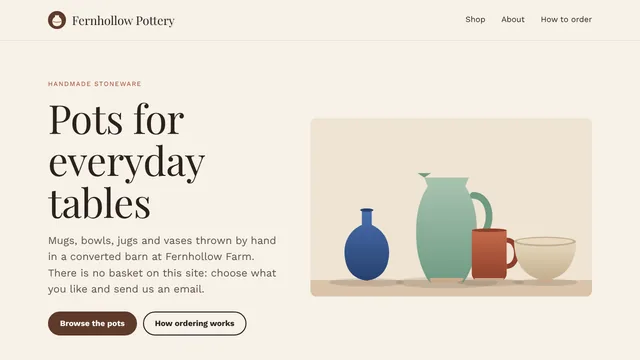 Fernhollow Pottery
Shop About How to order
HANDMADE STONEWARE
Pots for
everyday
tables
Mugs, bowls, jugs and vases thrown by hand
in a converted barn at Fernhollow Farm.
There is no basket on this site: choose what
you like and send us an email.
Browse the pots
How ordering works